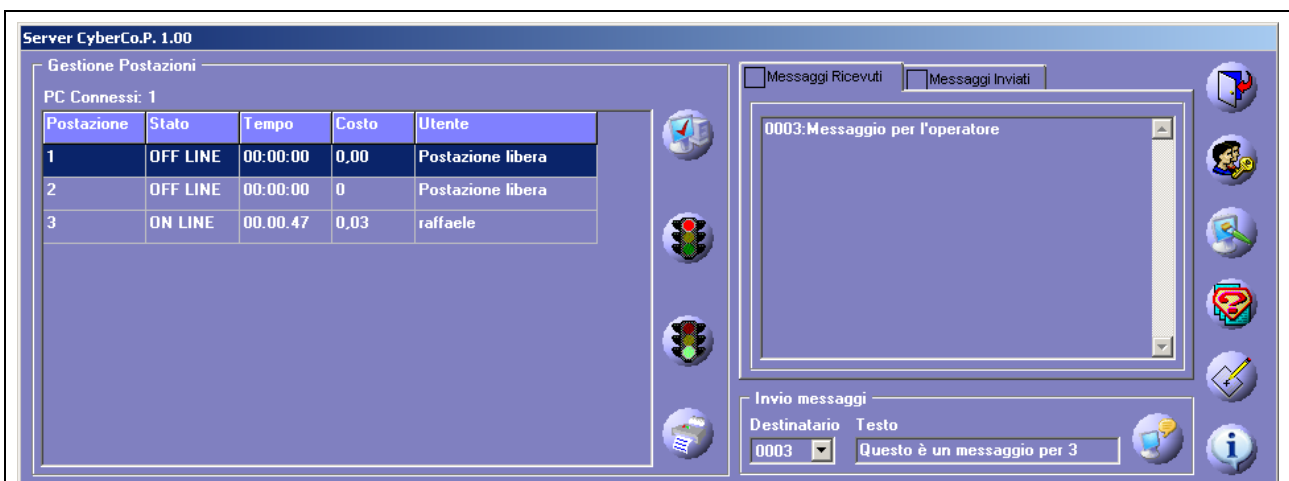 Server CyberCo.P. 1.00
Gestione Postazioni
PC Connessi: 1
Postazione Stato Tempo Costo Utente
1 OFF LINE 00:00:00 0,00 Postazione libera
2 OFF LINE 00:00:00 0 Postazione libera
3 ON LINE 00.00.47 0,03 raffaele
Messaggi Ricevuti Messaggi Inviati
0003:Messaggio per l'operatore
Invio messaggi
Destinatario Testo
0003 Questo è un messaggio per 3